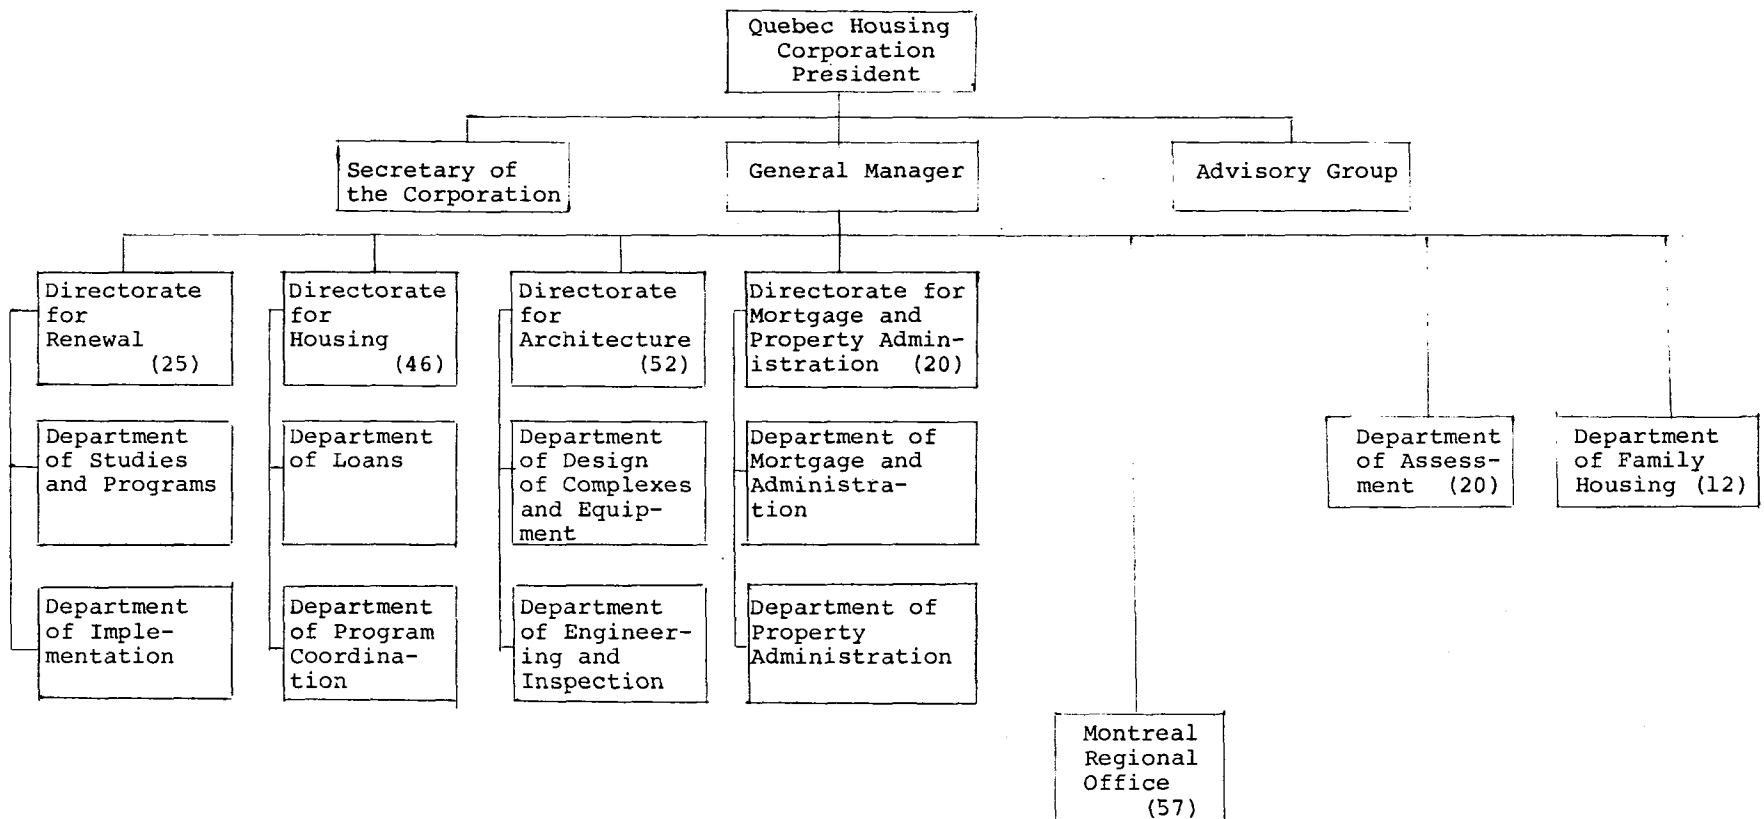 Quebec Housing
Corporation
President
Secretary of
the Corporation
General Manager
Advisory Group
Directorate
for
Renewal
(25)
Directorate
for
Housing
(46)
Directorate
for
Architecture
(52)
Directorate for
Mortgage and
Property Admin-
istration (20)
Department
of Studies
and Programs
Department
of Loans
Department
of Design
of Complexes
and Equip-
ment
Department of
Mortgage and
Administra-
tion
Department
of Assess-
ment (20)
Department
of Family
Housing (12)
Department
of Imple-
mentation
Department
of Program
Coordina-
tion
Department
of Engineer-
ing and
Inspection
Department of
Property
Administration
Montreal
Regional
Office
(57)